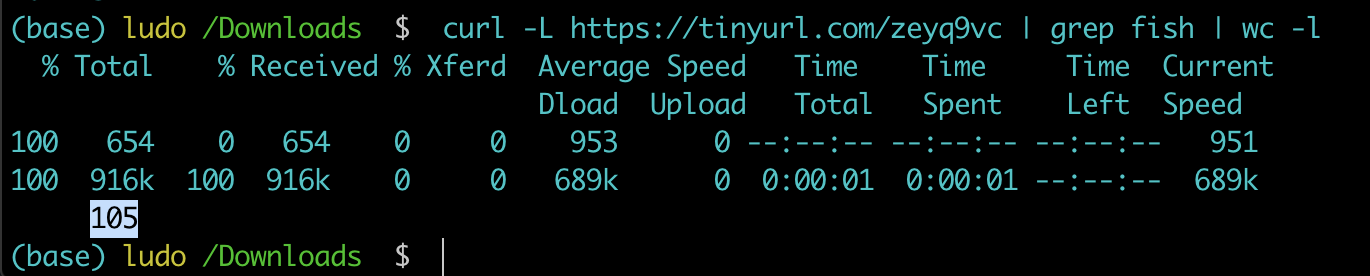 (base) ludo /Downloads $ curl -L https://tinyurl.com/zeyq9vc | grep fish | wc -l
% Total % Received % Xferd Average Speed Time Time Time Current
Dload Upload Total Spent Left Speed
100 654 0 654 0 0 953 0 --:--:-- --:--:-- --:--:-- 951
100 916k 100 916k 0 0 689k 0 0:00:01 0:00:01 --:--:-- 689k
105
(base) ludo /Downloads $